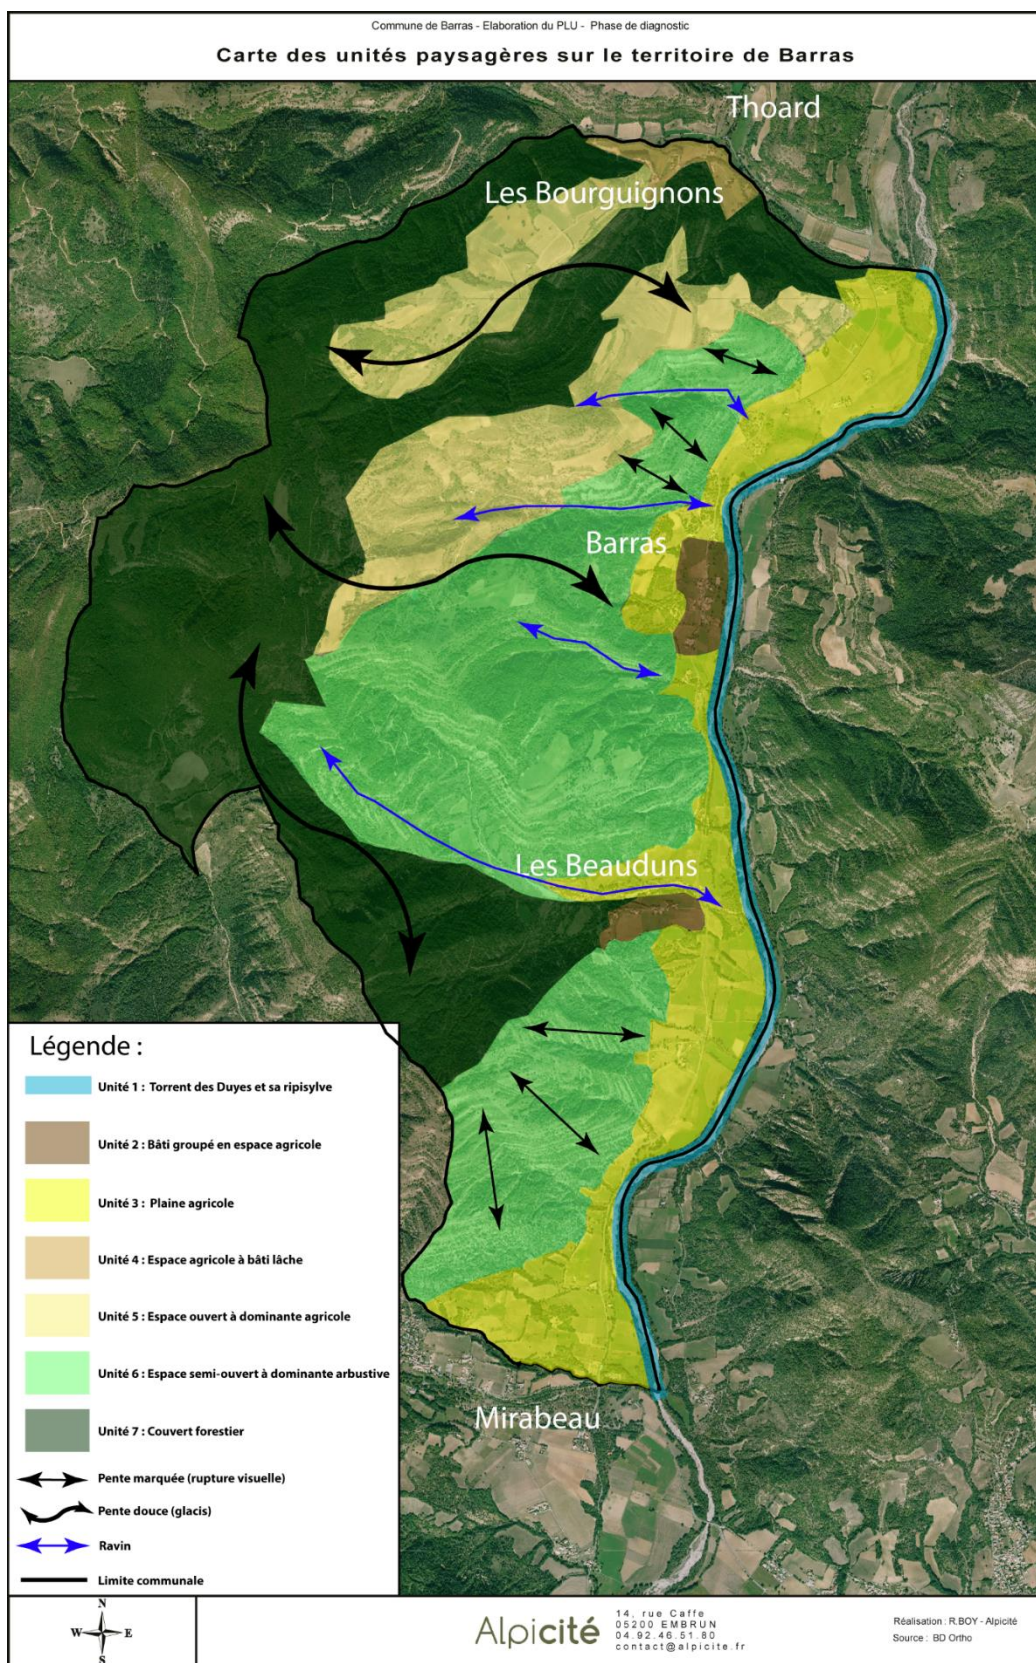 Commune de Barras - Elaboration du PLU - Phase de diagnostic
Carte des unités paysagères sur le territoire de Barras
Thoard
Les Bourguignons
Barras
Les Beauduns
Mirabeau
Légende :
Unité 1 : Torrent des Duyes et sa ripisylve
Unité 2 : Bâti groupé en espace agricole
Unité 3 : Plaine agricole
Unité 4 : Espace agricole à bâti lâche
Unité 5 : Espace ouvert à dominante agricole
Unité 6 : Espace semi-ouvert à dominante arbustive
Unité 7 : Couvert forestier
Pente marquée (rupture visuelle)
Pente douce (glacis)
Ravin
Limite communale
N
W E
S
Alpicité
14, rue Caffe
05200 EMBRUN
04.92.46.51.80
contact@alpicite.fr
Réalisation : R.BOY - Alpicité
Source : BD Ortho